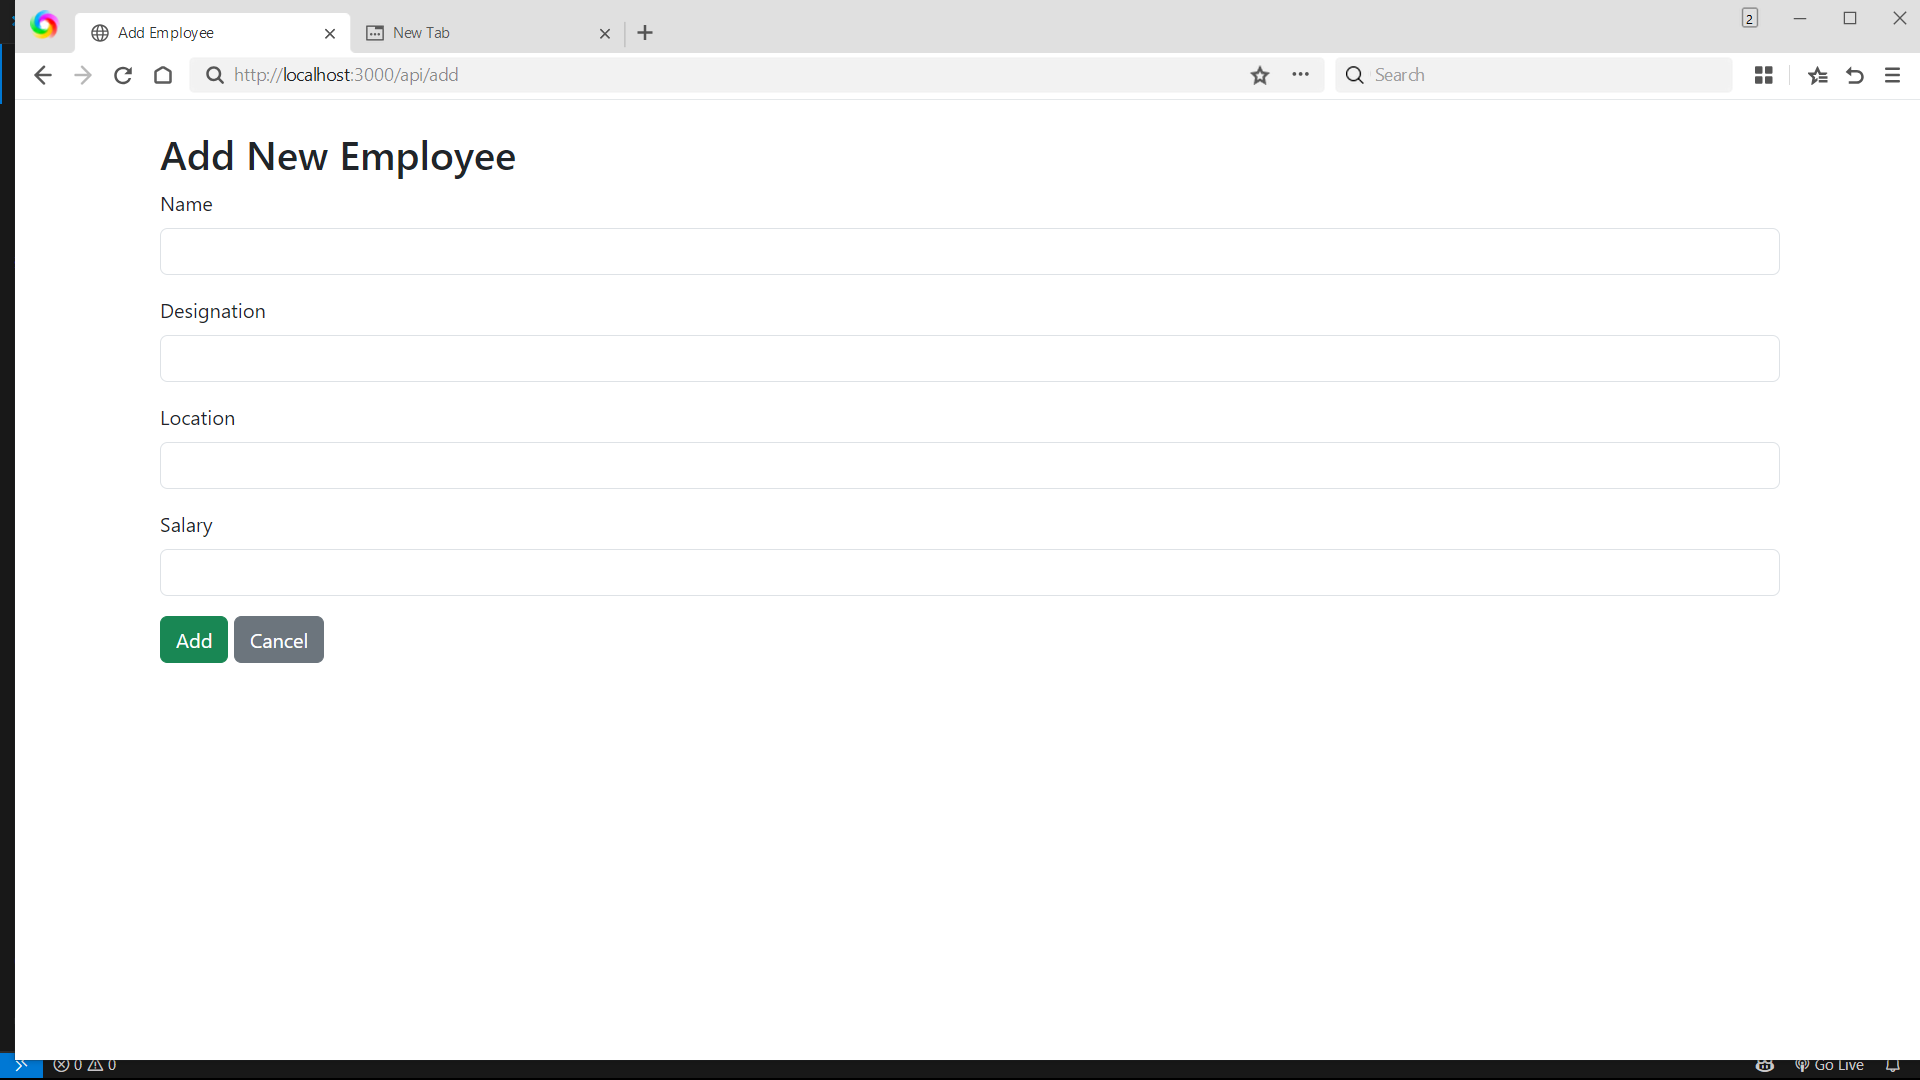 Add Employee
New Tab
2
http://localhost:3000/api/add
Search
Add New Employee
Name
Designation
Location
Salary
Add Cancel
0 0
Go Live